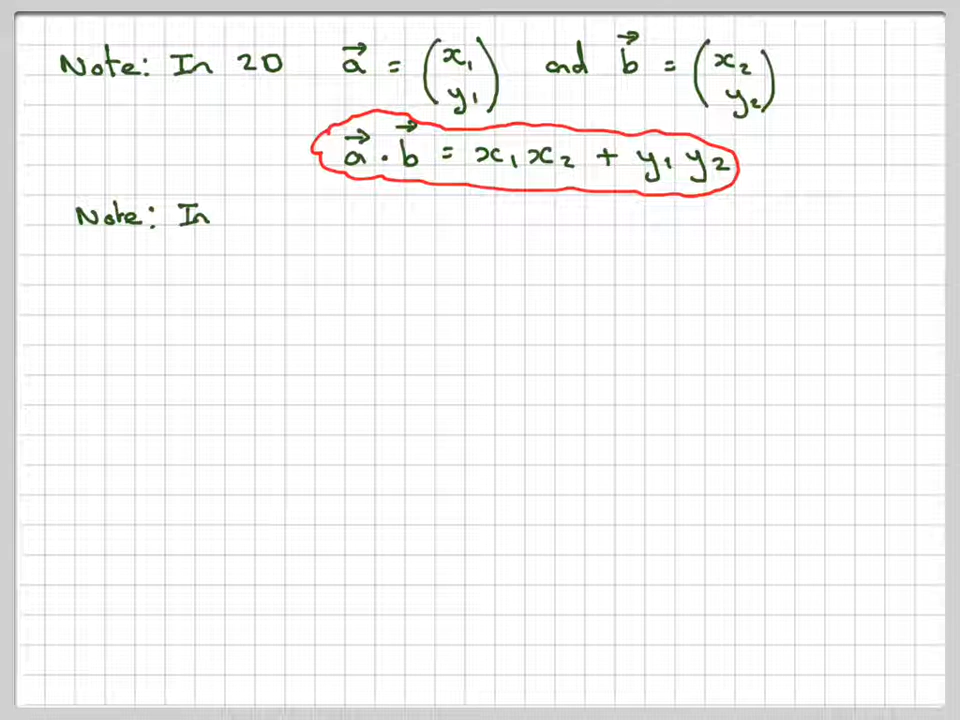 Note: In 2D a⃗ = (x₁ y₁) and b⃗ = (x₂ y₂)
a⃗ · b⃗ = x₁x₂ + y₁y₂
Note: In